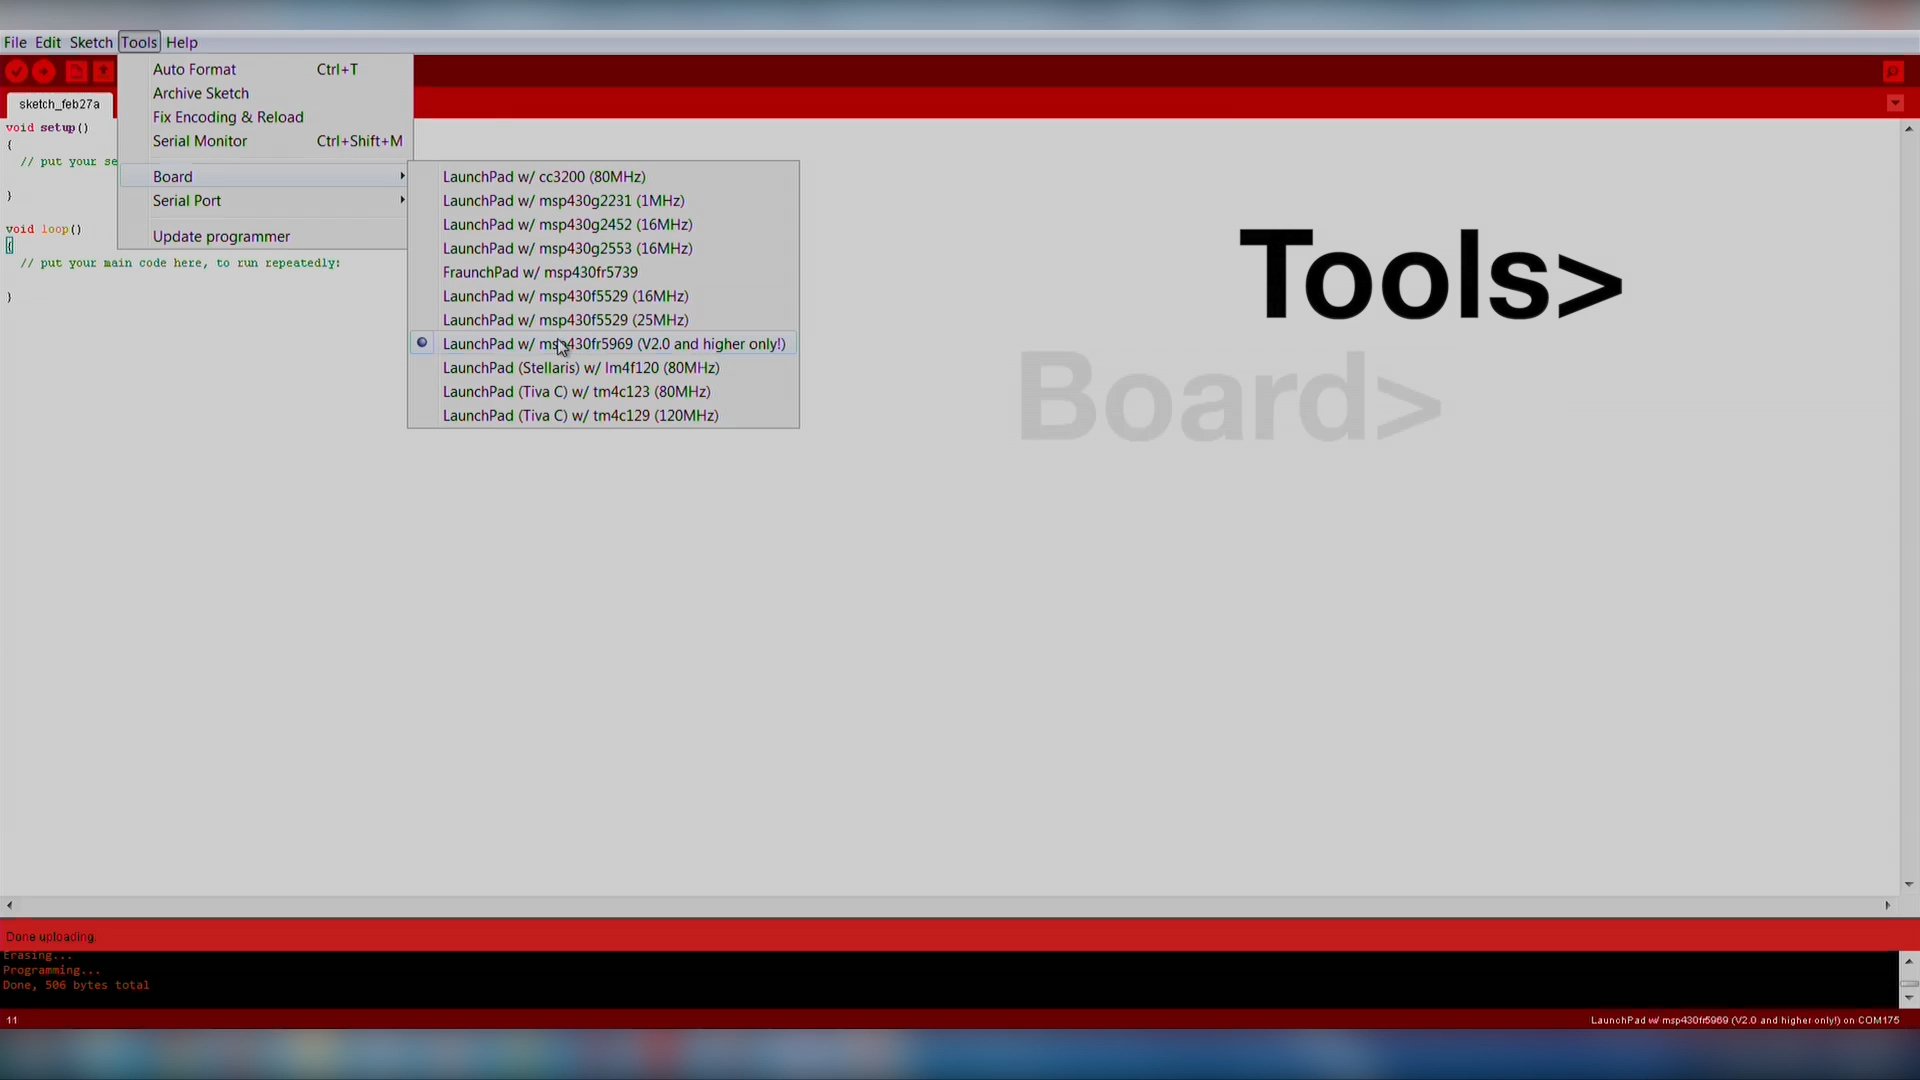 File Edit Sketch Tools Help
Auto Format Ctrl+T
Archive Sketch
Fix Encoding & Reload
Serial Monitor Ctrl+Shift+M
Board
Serial Port
Update programmer
sketch_feb27a
void setup()
{
// put your se
}
void loop()
{
// put your main code here, to run repeatedly:
}
LaunchPad w/ cc3200 (80MHz)
LaunchPad w/ msp430g2231 (1MHz)
LaunchPad w/ msp430g2452 (16MHz)
LaunchPad w/ msp430g2553 (16MHz)
FraunchPad w/ msp430fr5739
LaunchPad w/ msp430f5529 (16MHz)
LaunchPad w/ msp430f5529 (25MHz)
LaunchPad w/ msp430fr5969 (V2.0 and higher only!)
LaunchPad (Stellaris) w/ lm4f120 (80MHz)
LaunchPad (Tiva C) w/ tm4c123 (80MHz)
LaunchPad (Tiva C) w/ tm4c129 (120MHz)
Tools>
Board>
Done uploading.
Erasing...
Programming...
Done, 506 bytes total
11
LaunchPad w/ msp430fr5969 (V2.0 and higher only!) on COM175